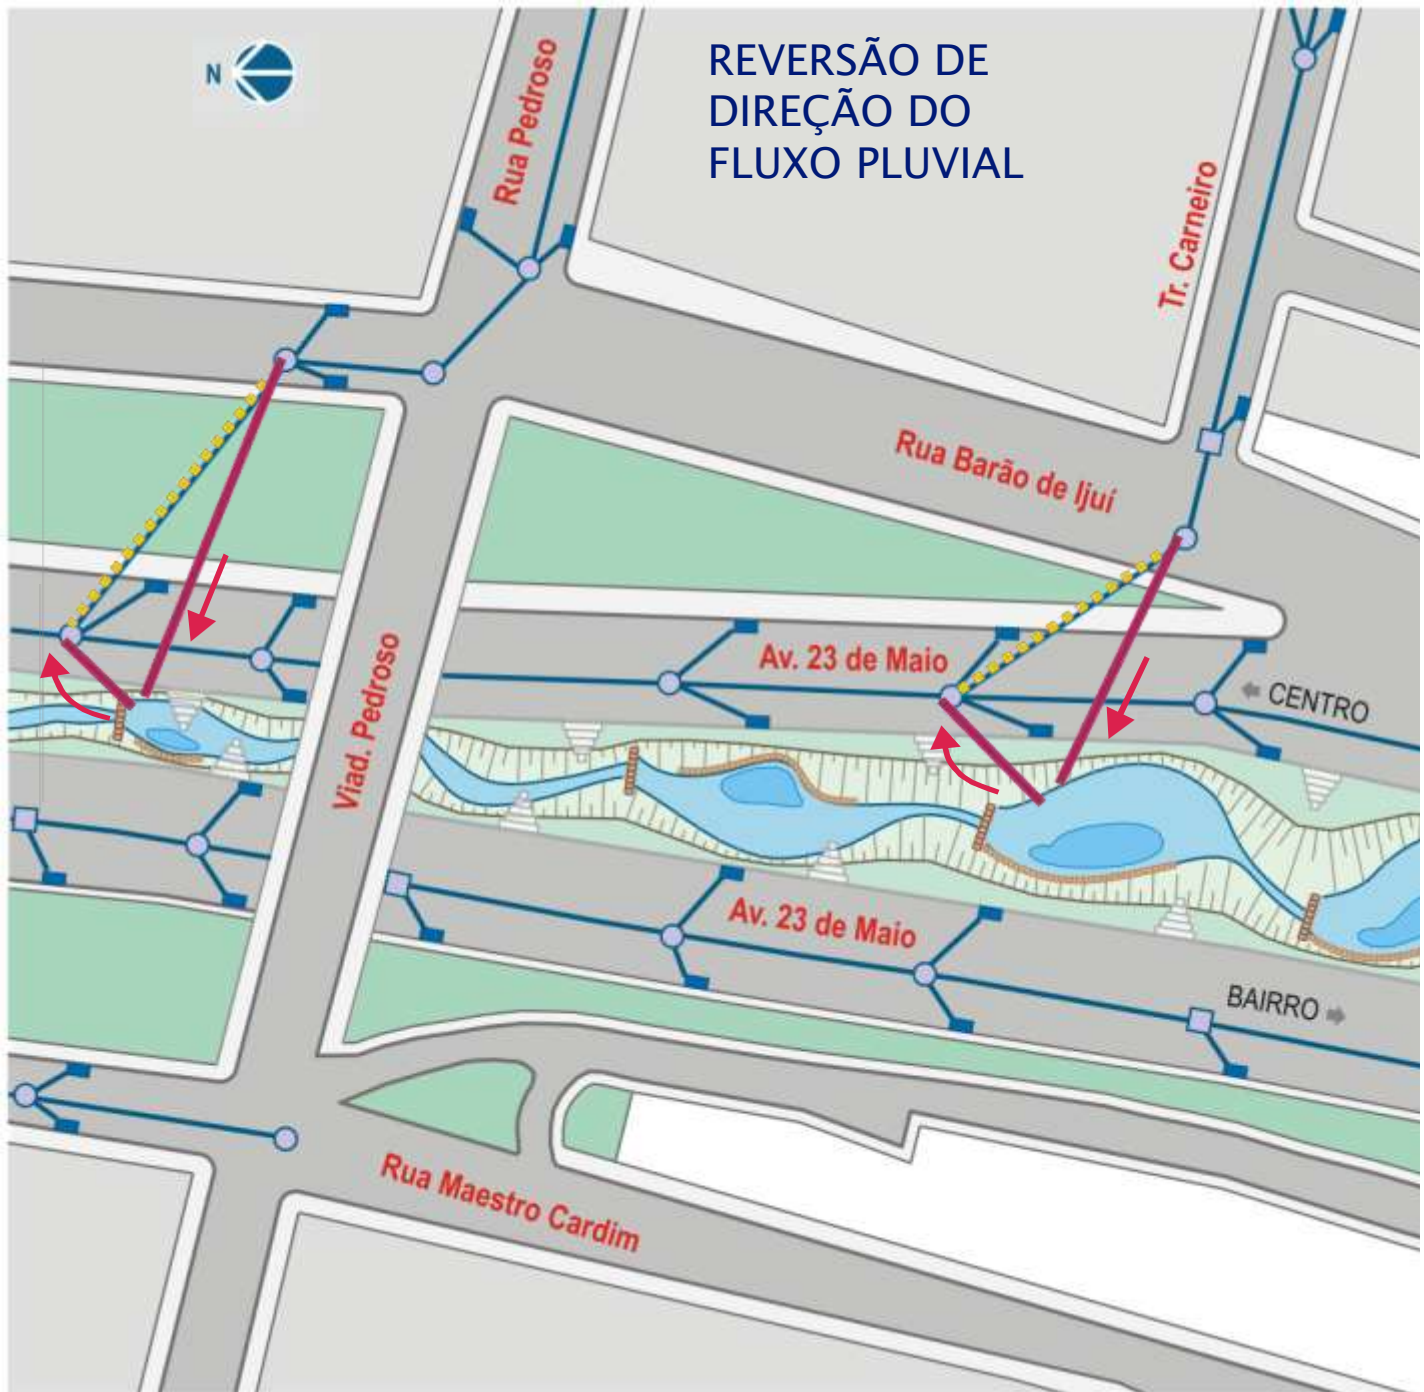 REVERSÃO DE
DIREÇÃO DO
FLUXO PLUVIAL
N
Rua Pedroso
Tr. Carneiro
Rua Barão de Ijuí
Av. 23 de Maio
CENTRO
Viad. Pedroso
Av. 23 de Maio
BAIRRO
Rua Maestro Cardim